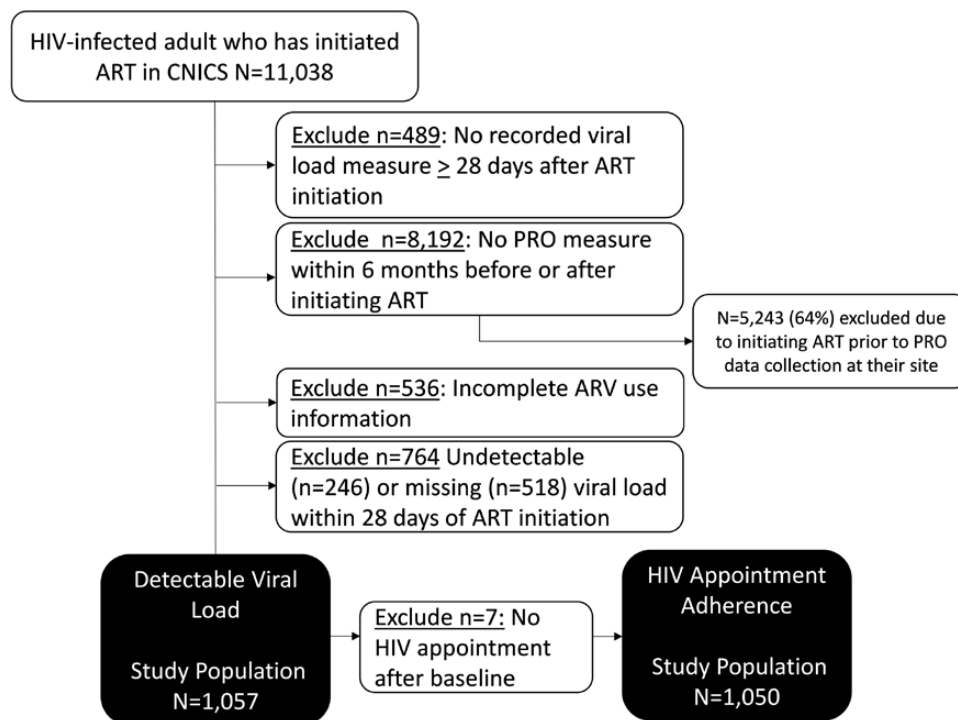 HIV-infected adult who has initiated
ART in CNICS N=11,038
Exclude n=489: No recorded viral
load measure ≥ 28 days after ART
initiation
Exclude  n=8,192: No PRO measure
within 6 months before or after
initiating ART
N=5,243 (64%) excluded due
to initiating ART prior to PRO
data collection at their site
Exclude n=536: Incomplete ARV use
information
Exclude n=764 Undetectable
(n=246) or missing (n=518) viral load
within 28 days of ART initiation
Detectable Viral
Load
Study Population
N=1,057
Exclude n=7: No
HIV appointment
after baseline
HIV Appointment
Adherence
Study Population
N=1,050